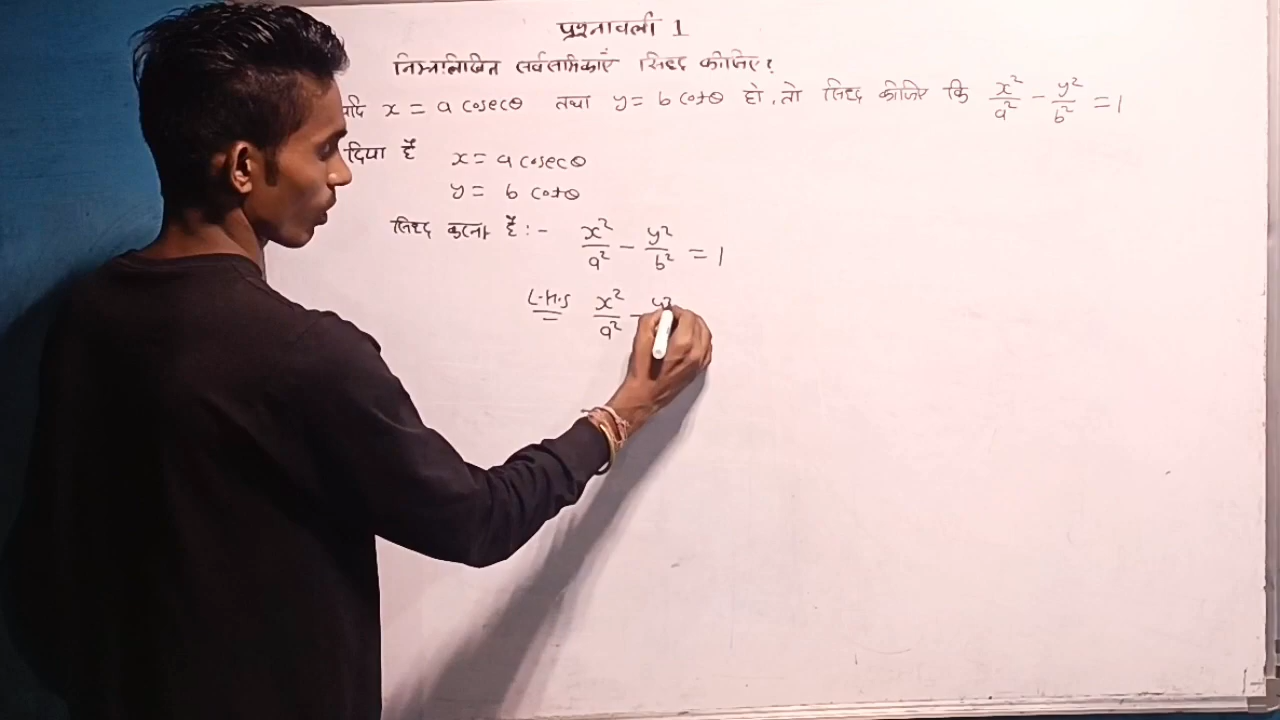 प्रश्नावली 1
निम्नलिखित सर्वसमिकाएँ सिध्द कीजिए?
यदि x = a cosecθ तथा y = b cotθ हो, तो सिध्द कीजिए कि x²/a² - y²/b² = 1
दिया है x = a cosecθ
y = b cotθ
सिध्द करना है :- x²/a² - y²/b² = 1
L.H.S x²/a² - y²